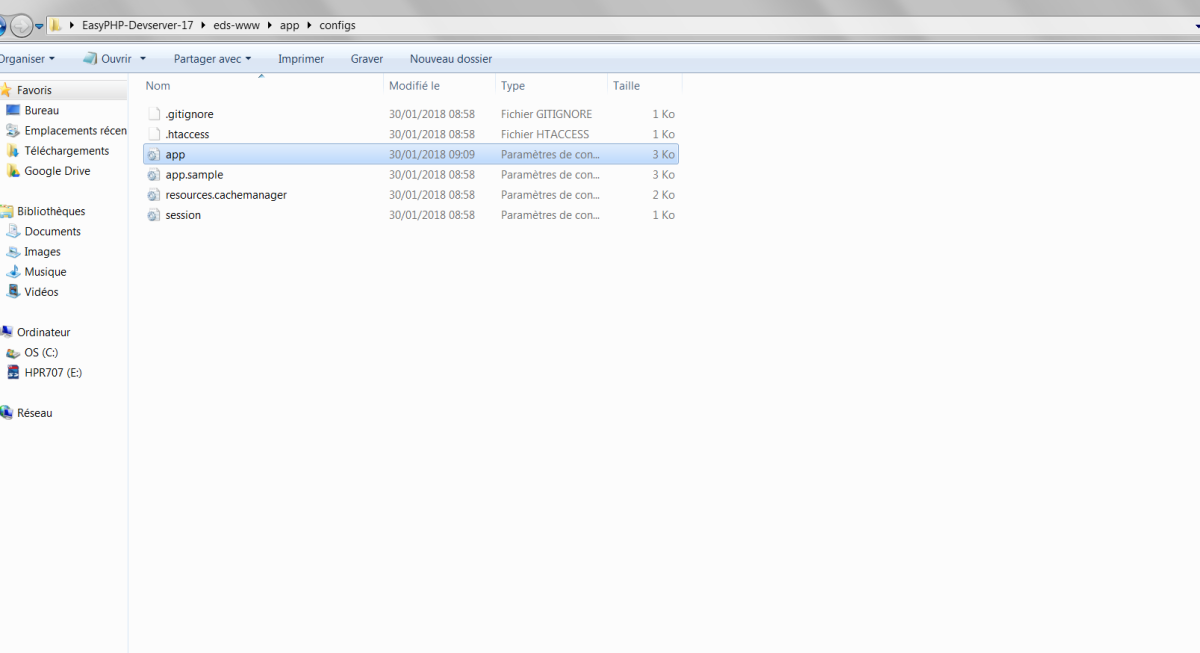 EasyPHP-Devserver-17 eds-www app configs
Organiser Ouvrir Partager avec Imprimer Graver Nouveau dossier
Favoris
Bureau
Emplacements récen
Téléchargements
Google Drive
Bibliothèques
Documents
Images
Musique
Vidéos
Ordinateur
OS (C:)
HPR707 (E:)
Réseau
Nom Modifié le Type Taille
.gitignore 30/01/2018 08:58 Fichier GITIGNORE 1 Ko
.htaccess 30/01/2018 08:58 Fichier HTACCESS 1 Ko
app 30/01/2018 09:09 Paramètres de con... 3 Ko
app.sample 30/01/2018 08:58 Paramètres de con... 3 Ko
resources.cachemanager 30/01/2018 08:58 Paramètres de con... 2 Ko
session 30/01/2018 08:58 Paramètres de con... 1 Ko